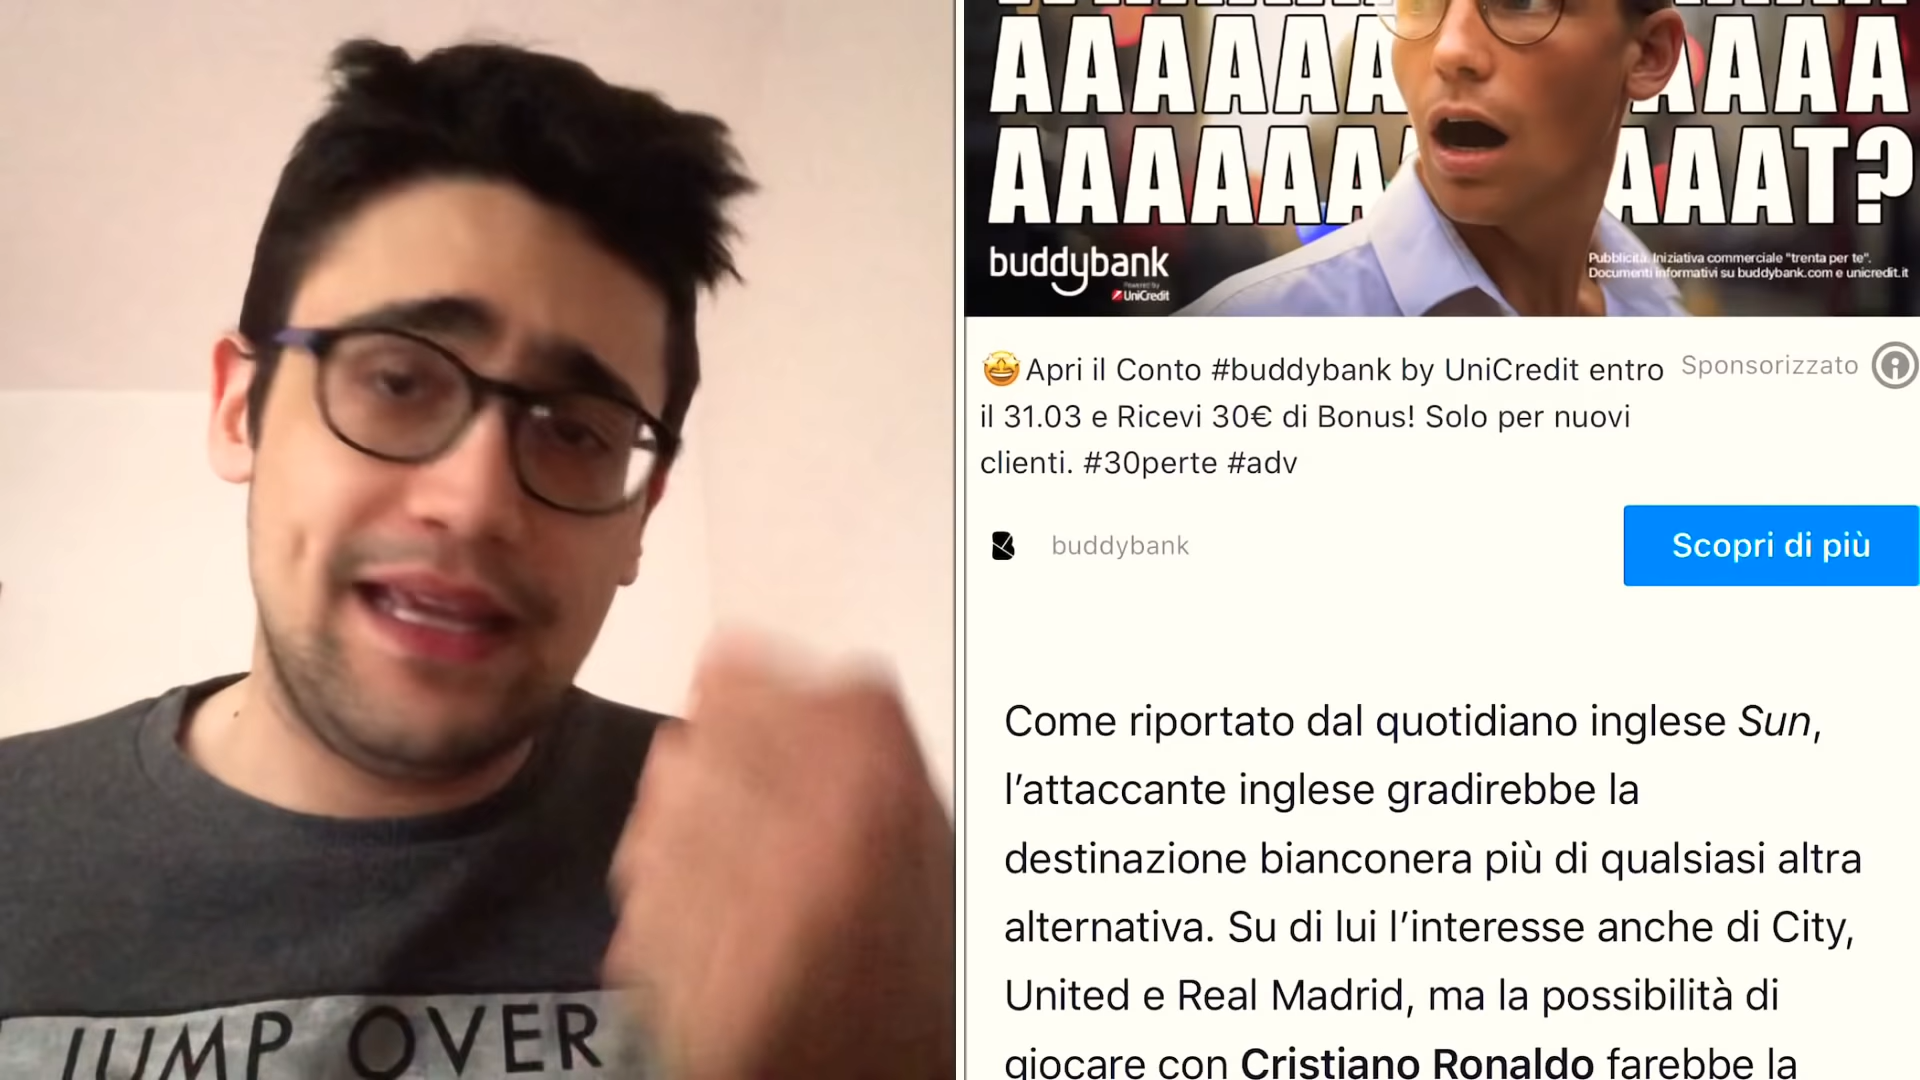 JUMP OVER
AAAAAA AAAA
AAAAAA AAAT?
buddybank
Powered by
UniCredit
Pubblicità. Iniziativa commerciale "trenta per te".
Documenti informativi su buddybank.com e unicredit.it
🤩Apri il Conto #buddybank by UniCredit entro
il 31.03 e Ricevi 30€ di Bonus! Solo per nuovi
clienti. #30perte #adv
Sponsorizzato
buddybank
Scopri di più
Come riportato dal quotidiano inglese Sun,
l’attaccante inglese gradirebbe la
destinazione bianconera più di qualsiasi altra
alternativa. Su di lui l’interesse anche di City,
United e Real Madrid, ma la possibilità di
giocare con Cristiano Ronaldo farebbe la